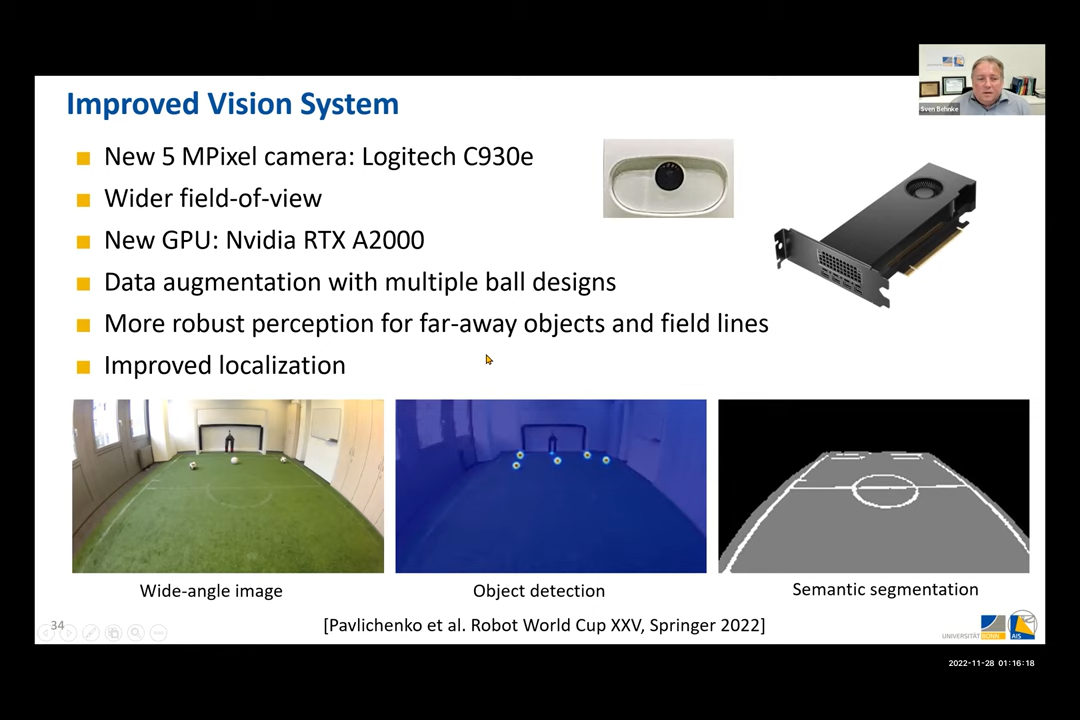 Improved Vision System
Sven Behnke
New 5 MPixel camera: Logitech C930e
Wider field-of-view
New GPU: Nvidia RTX A2000
Data augmentation with multiple ball designs
More robust perception for far-away objects and field lines
Improved localization
Wide-angle image
Object detection
Semantic segmentation
34
[Pavlichenko et al. Robot World Cup XXV, Springer 2022]
UNIVERSITÄT BONN
AIS
2022-11-28 01:16:18